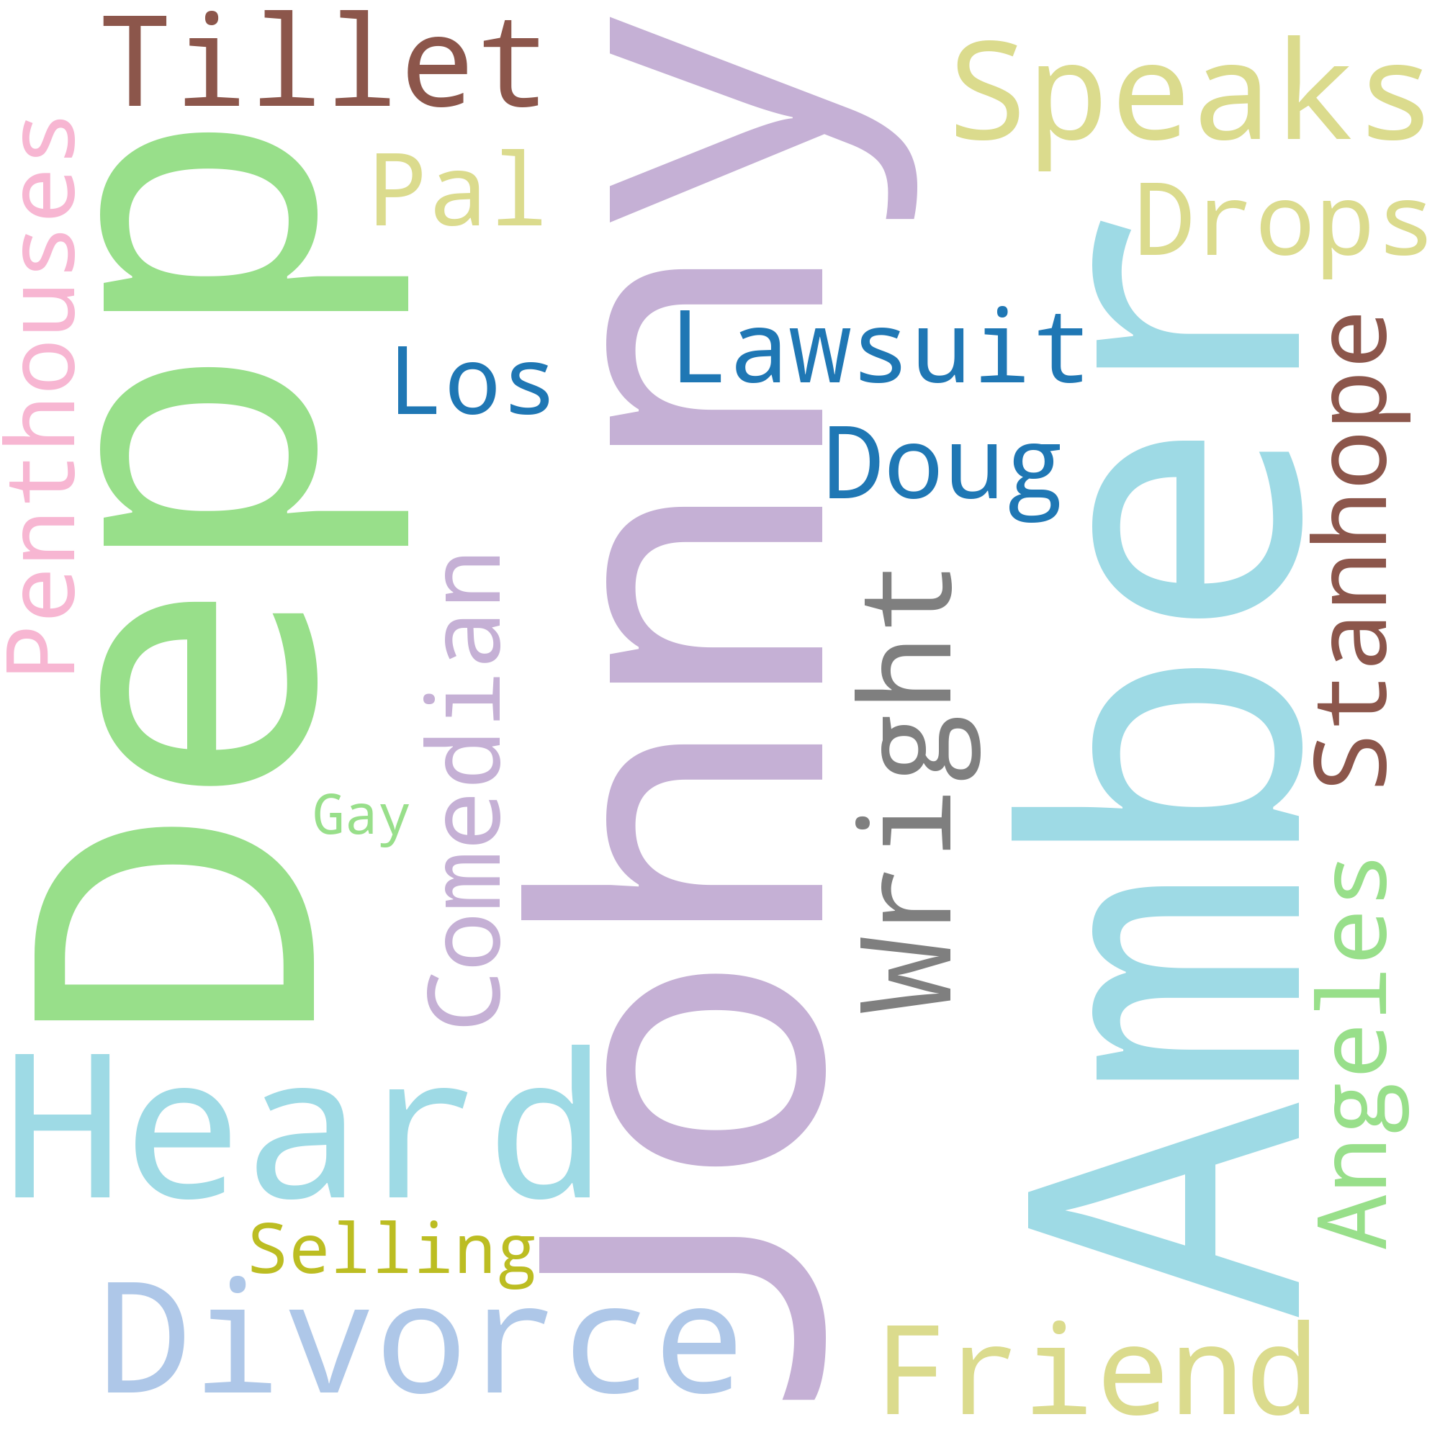 Tillet
Speaks
Penthouses
Depp
Pal
Johnny
Drops
Los
Lawsuit
Doug
Amber
Stanhope
Comedian
Wright
Gay
Angeles
Heard
Selling
Divorce
Friend